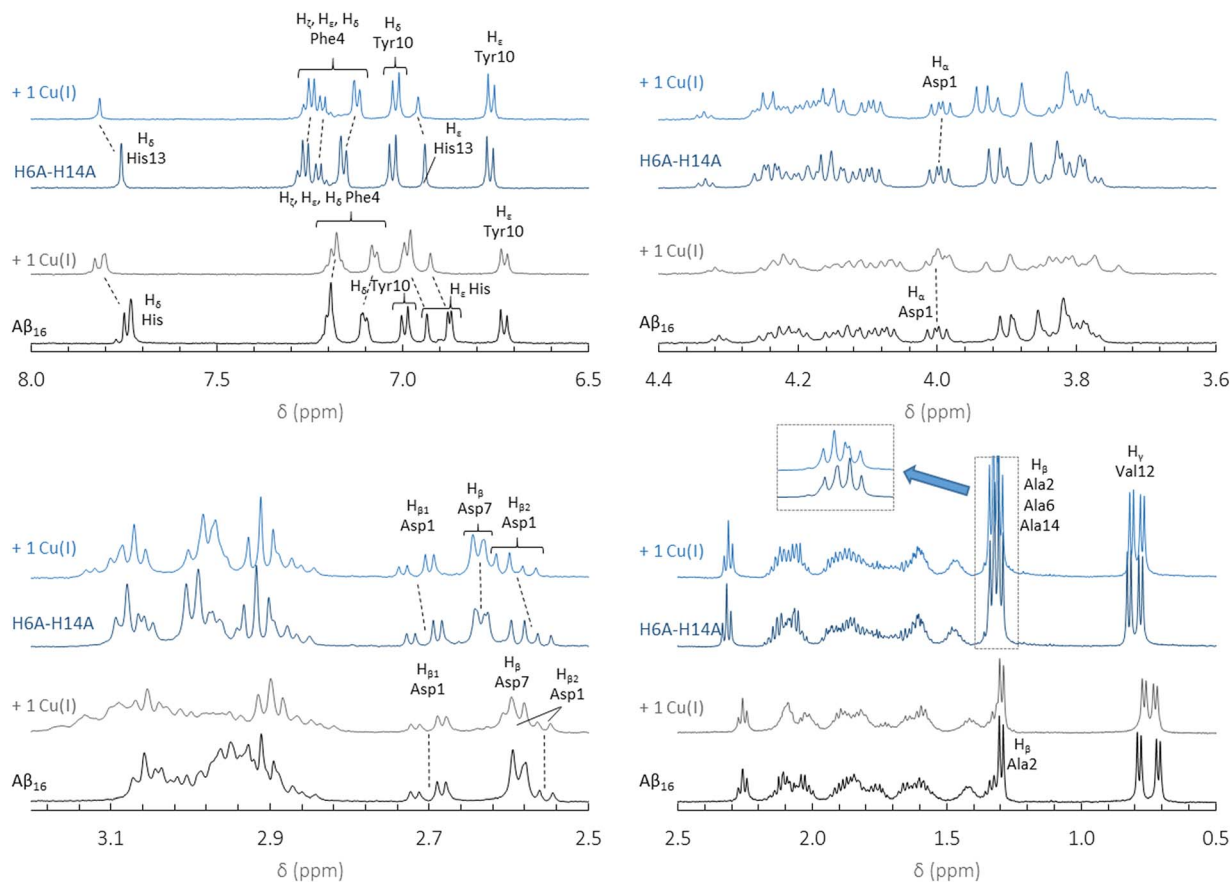 Hζ, Hε, Hδ
Phe4
Hδ
Tyr10
Hε
Tyr10
+ 1 Cu(I)
Hδ
His13
Hε
His13
H6A-H14A
Hζ, Hε, Hδ Phe4
Hε
Tyr10
+ 1 Cu(I)
Hδ
His
Hδ Tyr10
Hε His
Aβ16
8.0 7.5 7.0 6.5
δ (ppm)
Hα
Asp1
+ 1 Cu(I)
H6A-H14A
+ 1 Cu(I)
Hα
Asp1
Aβ16
4.4 4.2 4.0 3.8 3.6
δ (ppm)
Hβ1
Asp1
Hβ
Asp7
Hβ2
Asp1
+ 1 Cu(I)
H6A-H14A
Hβ1
Asp1
Hβ
Asp7
Hβ2
Asp1
+ 1 Cu(I)
Aβ16
3.1 2.9 2.7 2.5
δ (ppm)
Hβ
Ala2
Ala6
Ala14
Hγ
Val12
+ 1 Cu(I)
H6A-H14A
+ 1 Cu(I)
Hβ
Ala2
Aβ16
2.5 2.0 1.5 1.0 0.5
δ (ppm)